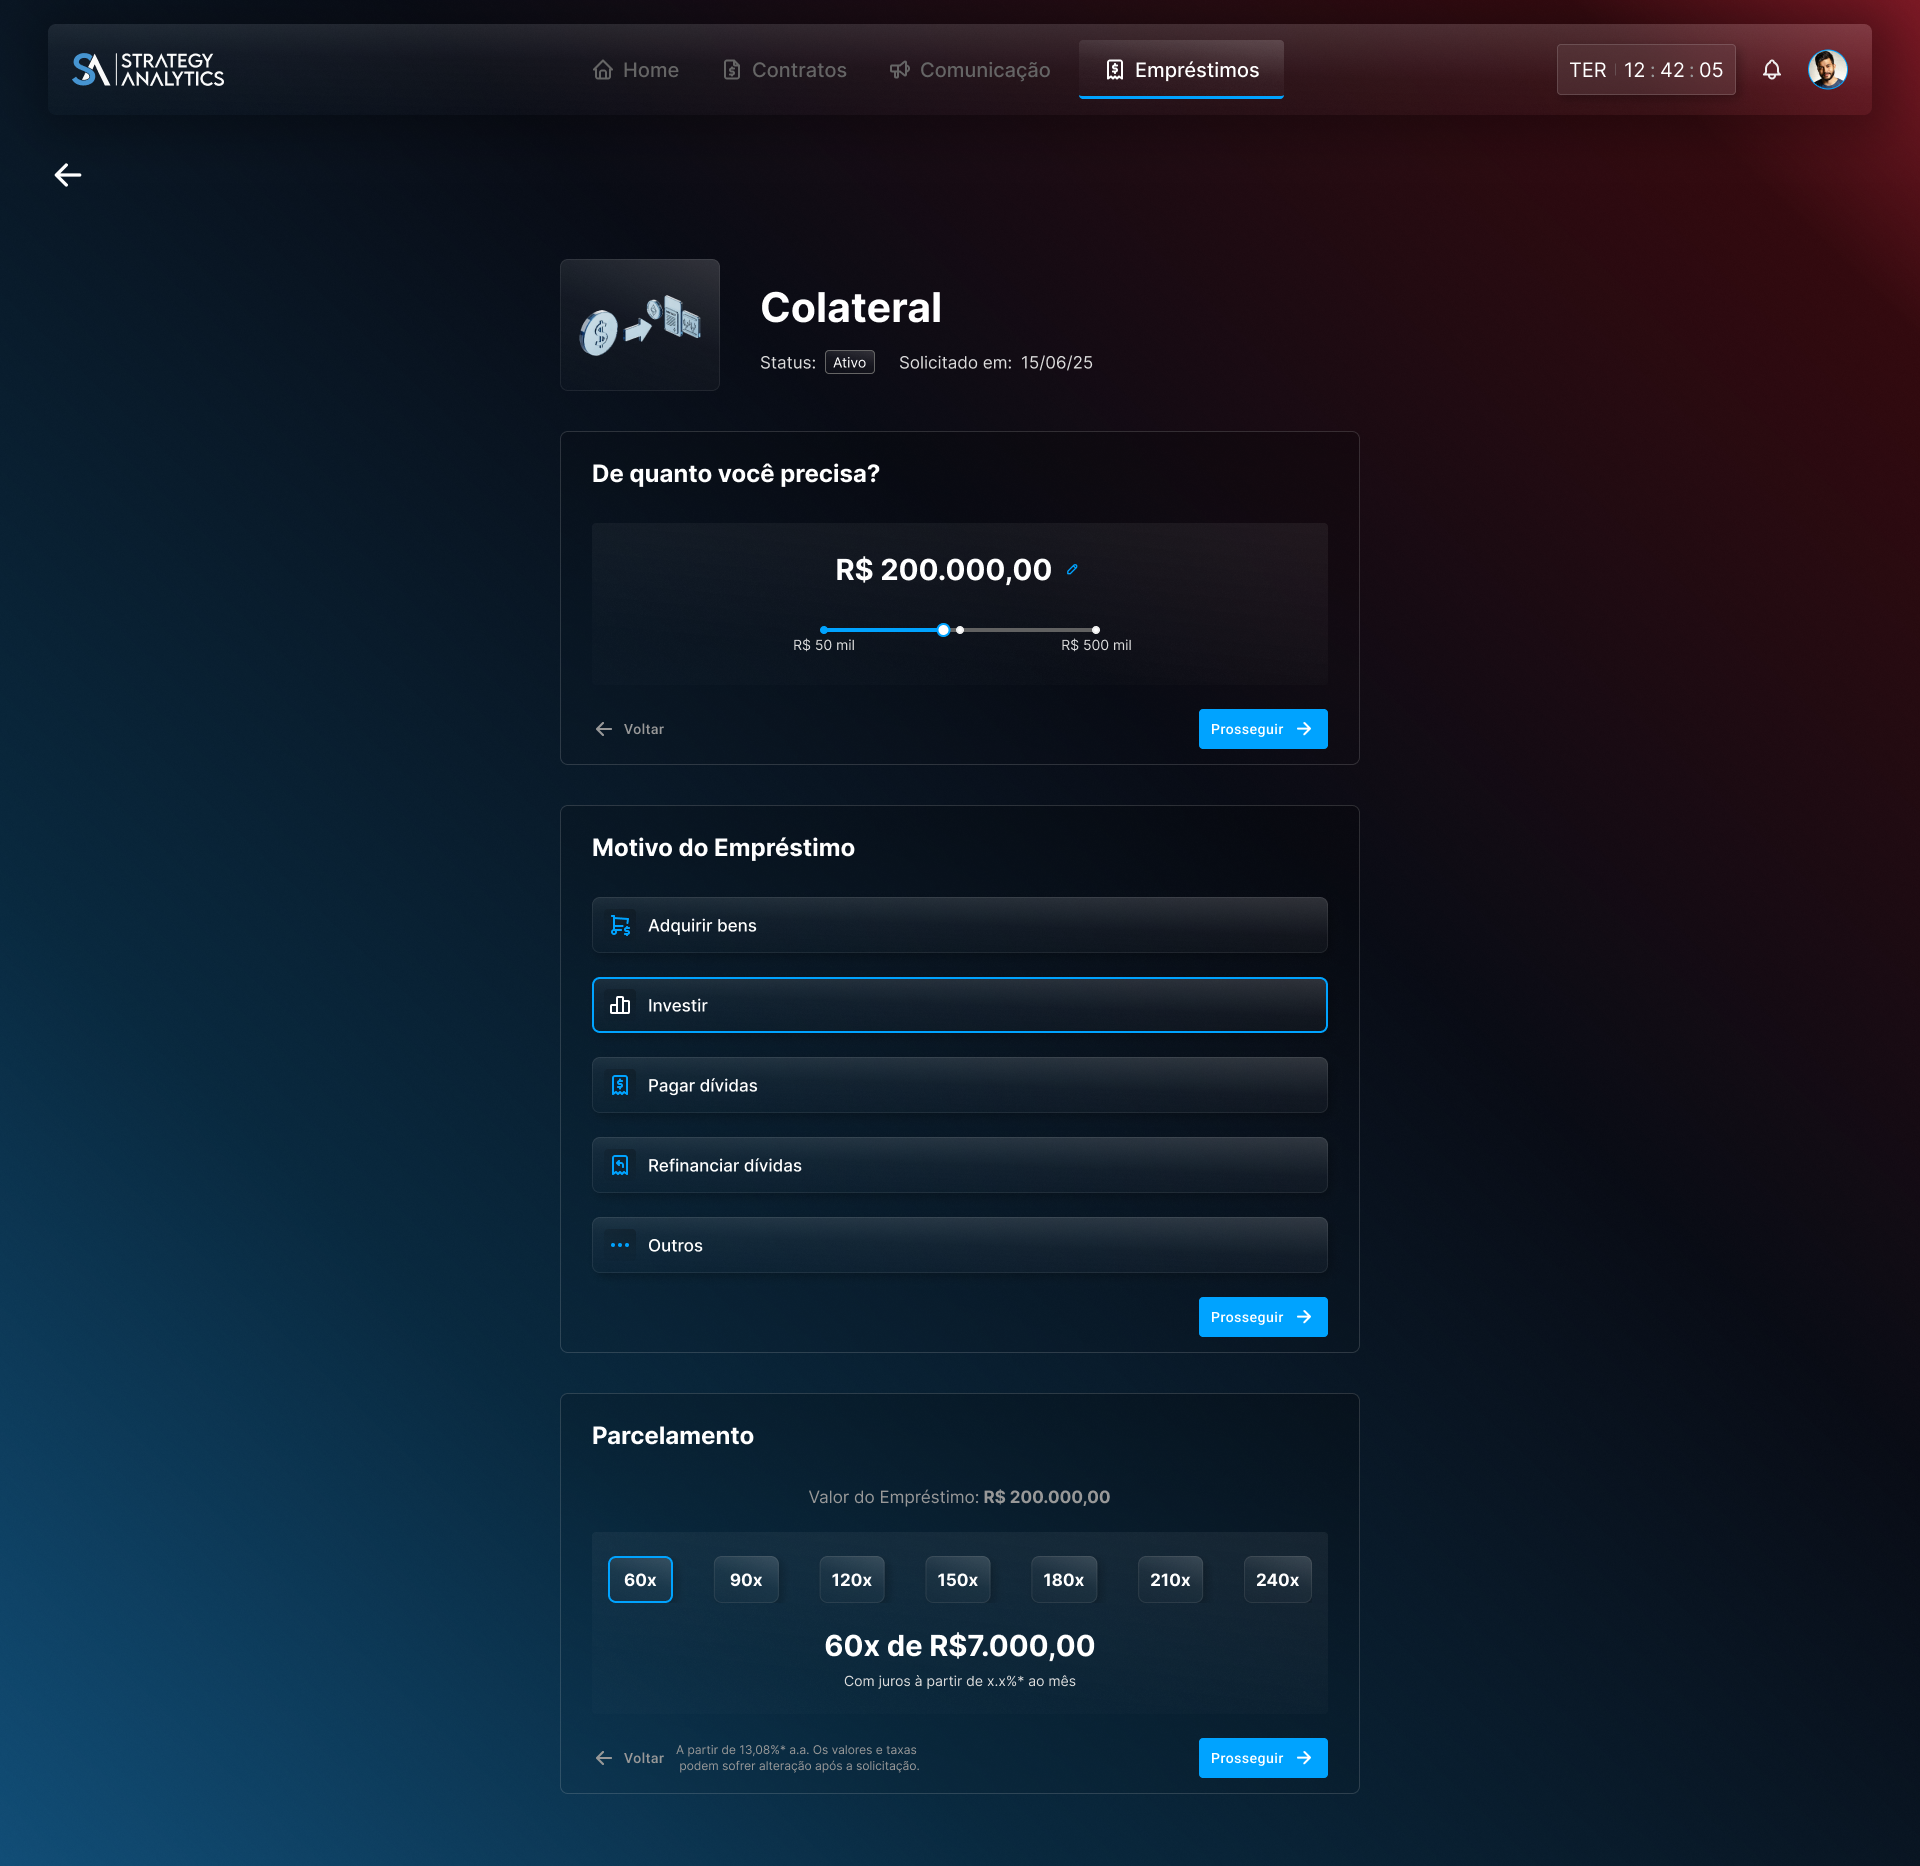 SA STRATEGY ANALYTICS
Home
Contratos
Comunicação
Empréstimos
TER 12 : 42 : 05
Colateral
Status: Ativo Solicitado em: 15/06/25
De quanto você precisa?
R$ 200.000,00
R$ 50 mil
R$ 500 mil
Voltar
Prosseguir
Motivo do Empréstimo
Adquirir bens
Investir
Pagar dívidas
Refinanciar dívidas
Outros
Prosseguir
Parcelamento
Valor do Empréstimo: R$ 200.000,00
60x 90x 120x 150x 180x 210x 240x
60x de R$7.000,00
Com juros à partir de x.x%* ao mês
Voltar
A partir de 13,08%* a.a. Os valores e taxas
podem sofrer alteração após a solicitação.
Prosseguir